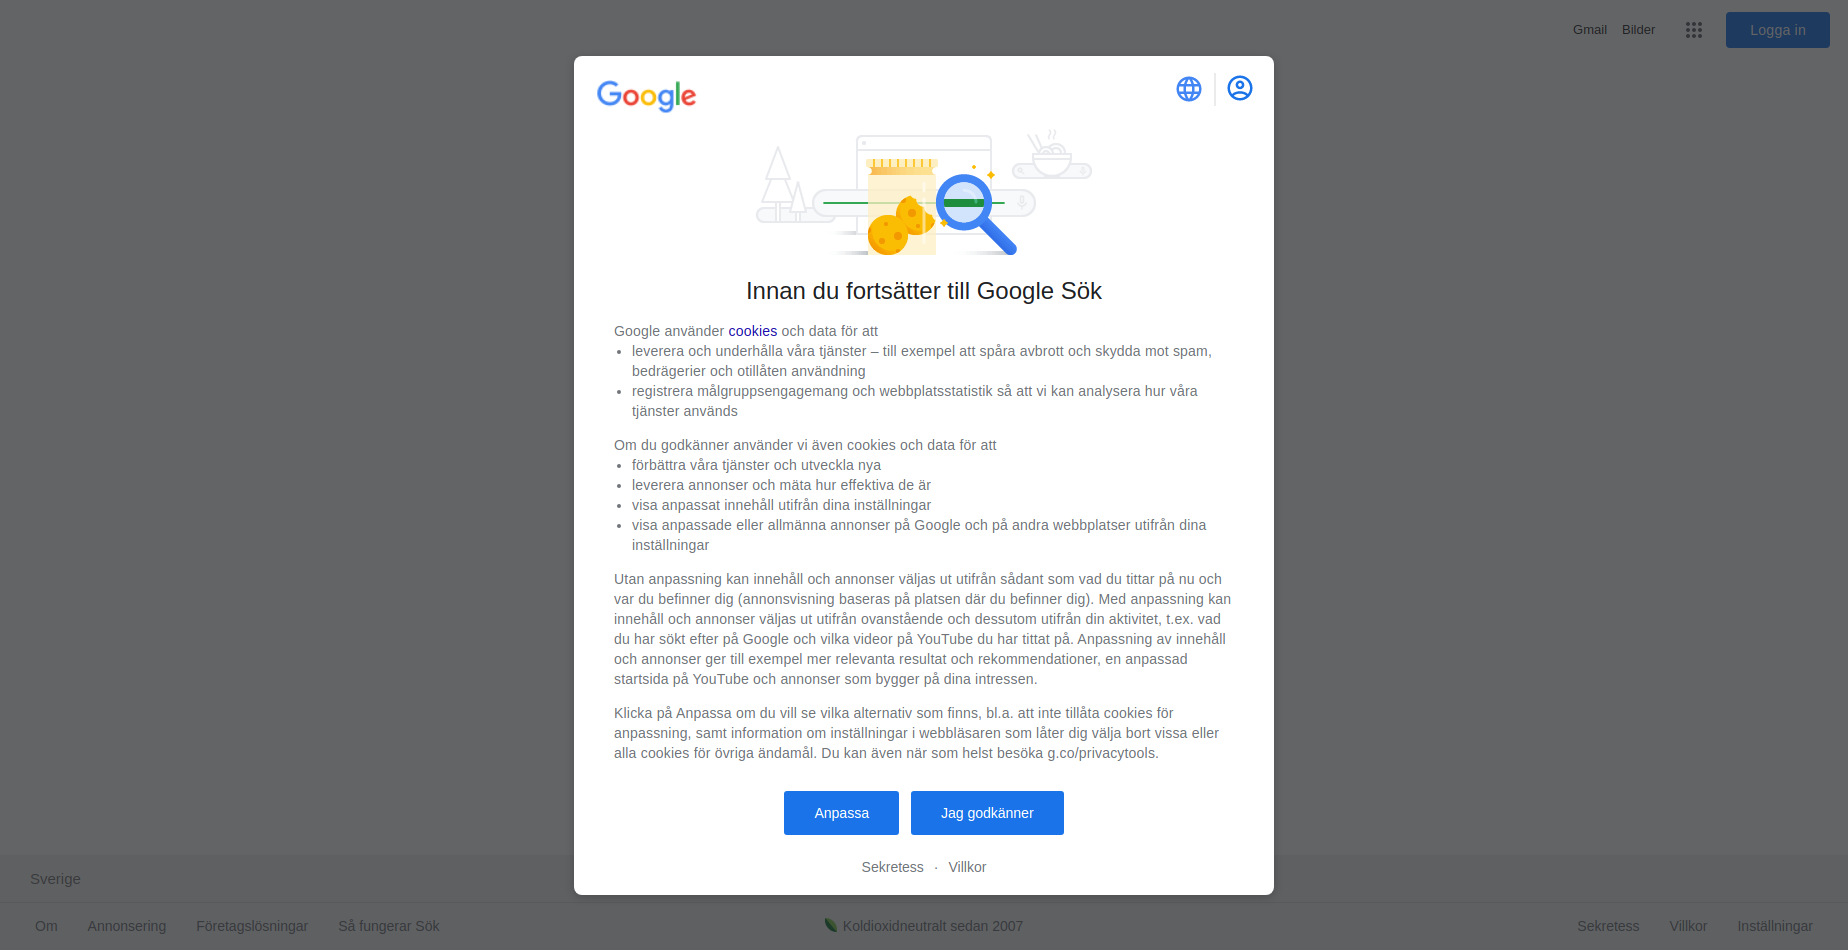 Gmail Bilder Logga in
Google
Innan du fortsätter till Google Sök
Google använder cookies och data för att
leverera och underhålla våra tjänster – till exempel att spåra avbrott och skydda mot spam,
bedrägerier och otillåten användning
registrera målgruppsengagemang och webbplatsstatistik så att vi kan analysera hur våra
tjänster används
Om du godkänner använder vi även cookies och data för att
förbättra våra tjänster och utveckla nya
leverera annonser och mäta hur effektiva de är
visa anpassat innehåll utifrån dina inställningar
visa anpassade eller allmänna annonser på Google och på andra webbplatser utifrån dina
inställningar
Utan anpassning kan innehåll och annonser väljas ut utifrån sådant som vad du tittar på nu och
var du befinner dig (annonsvisning baseras på platsen där du befinner dig). Med anpassning kan
innehåll och annonser väljas ut utifrån ovanstående och dessutom utifrån din aktivitet, t.ex. vad
du har sökt efter på Google och vilka videor på YouTube du har tittat på. Anpassning av innehåll
och annonser ger till exempel mer relevanta resultat och rekommendationer, en anpassad
startsida på YouTube och annonser som bygger på dina intressen.
Klicka på Anpassa om du vill se vilka alternativ som finns, bl.a. att inte tillåta cookies för
anpassning, samt information om inställningar i webbläsaren som låter dig välja bort vissa eller
alla cookies för övriga ändamål. Du kan även när som helst besöka g.co/privacytools.
Anpassa Jag godkänner
Sekretess · Villkor
Sverige
Om Annonsering Företagslösningar Så fungerar Sök Koldioxidneutralt sedan 2007 Sekretess Villkor Inställningar